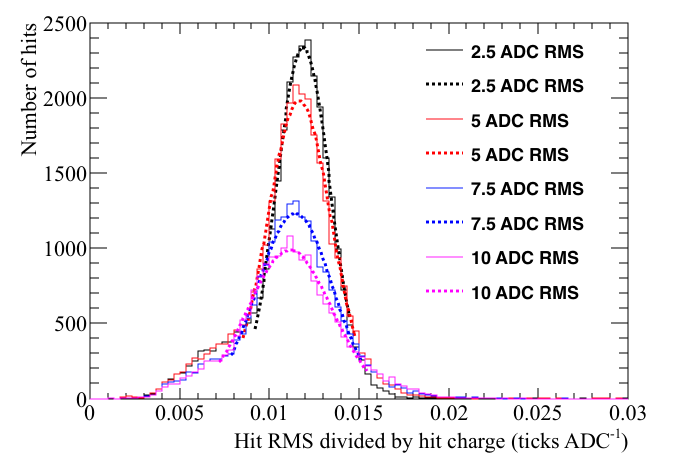 Number of hits
2500
2000
1500
1000
500
0
0 0.005 0.01 0.015 0.02 0.025 0.03
Hit RMS divided by hit charge (ticks ADC⁻¹)
2.5 ADC RMS
2.5 ADC RMS
5 ADC RMS
5 ADC RMS
7.5 ADC RMS
7.5 ADC RMS
10 ADC RMS
10 ADC RMS